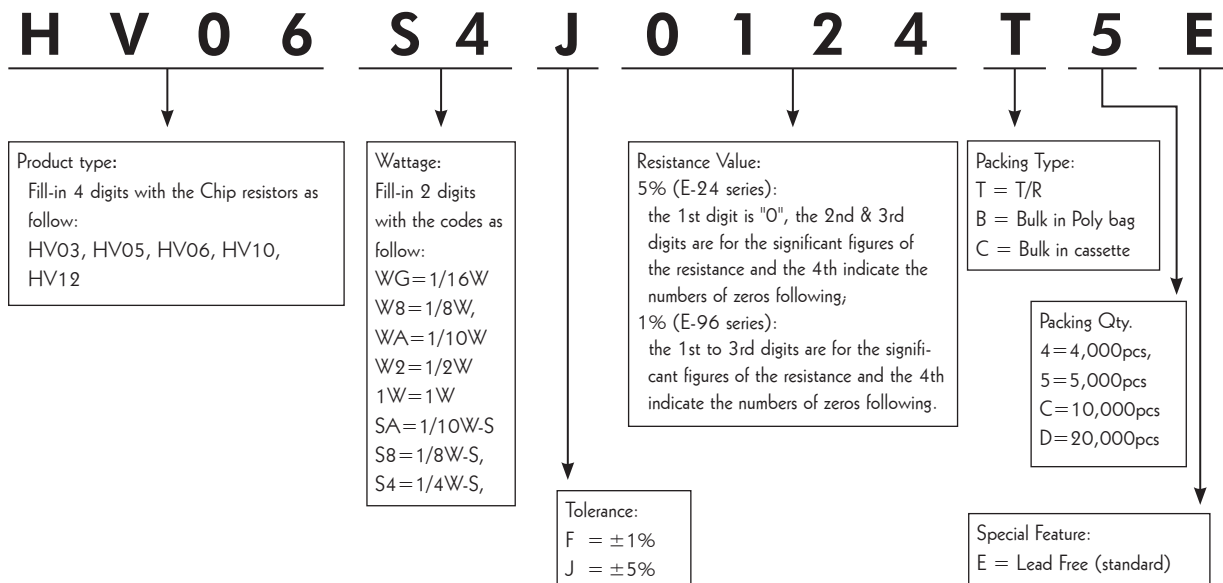 HV06 S4 J 0124 T 5 E
Product type:
Fill-in 4 digits with the Chip resistors as
follow:
HV03, HV05, HV06, HV10,
HV12
Wattage:
Fill-in 2 digits
with the codes as
follow:
WG=1/16W
W8=1/8W,
WA=1/10W
W2=1/2W
1W=1W
SA=1/10W-S
S8=1/8W-S,
S4=1/4W-S,
Tolerance:
F = ±1%
J = ±5%
Resistance Value:
5% (E-24 series):
the 1st digit is "0", the 2nd & 3rd
digits are for the significant figures of
the resistance and the 4th indicate the
numbers of zeros following;
1% (E-96 series):
the 1st to 3rd digits are for the signifi-
cant figures of the resistance and the 4th
indicate the numbers of zeros following.
Packing Type:
T = T/R
B = Bulk in Poly bag
C = Bulk in cassette
Packing Qty.
4=4,000pcs,
5=5,000pcs
C=10,000pcs
D=20,000pcs
Special Feature:
E = Lead Free (standard)